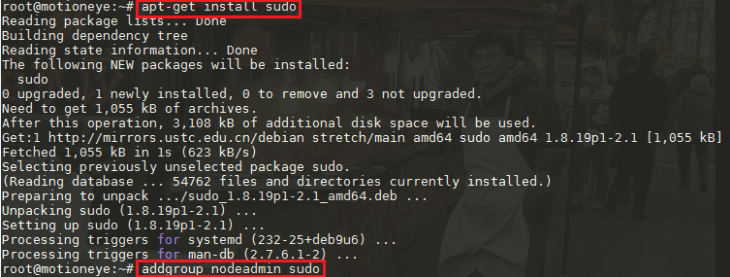 root@motioneye:~# apt-get install sudo
Reading package lists... Done
Building dependency tree
Reading state information... Done
The following NEW packages will be installed:
  sudo
0 upgraded, 1 newly installed, 0 to remove and 3 not upgraded.
Need to get 1,055 kB of archives.
After this operation, 3,108 kB of additional disk space will be used.
Get:1 http://mirrors.ustc.edu.cn/debian stretch/main amd64 sudo amd64 1.8.19p1-2.1 [1,055 kB]
Fetched 1,055 kB in 1s (623 kB/s)
Selecting previously unselected package sudo.
(Reading database ... 54762 files and directories currently installed.)
Preparing to unpack .../sudo_1.8.19p1-2.1_amd64.deb ...
Unpacking sudo (1.8.19p1-2.1) ...
Setting up sudo (1.8.19p1-2.1) ...
Processing triggers for systemd (232-25+deb9u6) ...
Processing triggers for man-db (2.7.6.1-2) ...
root@motioneye:~# addgroup nodeadmin sudo